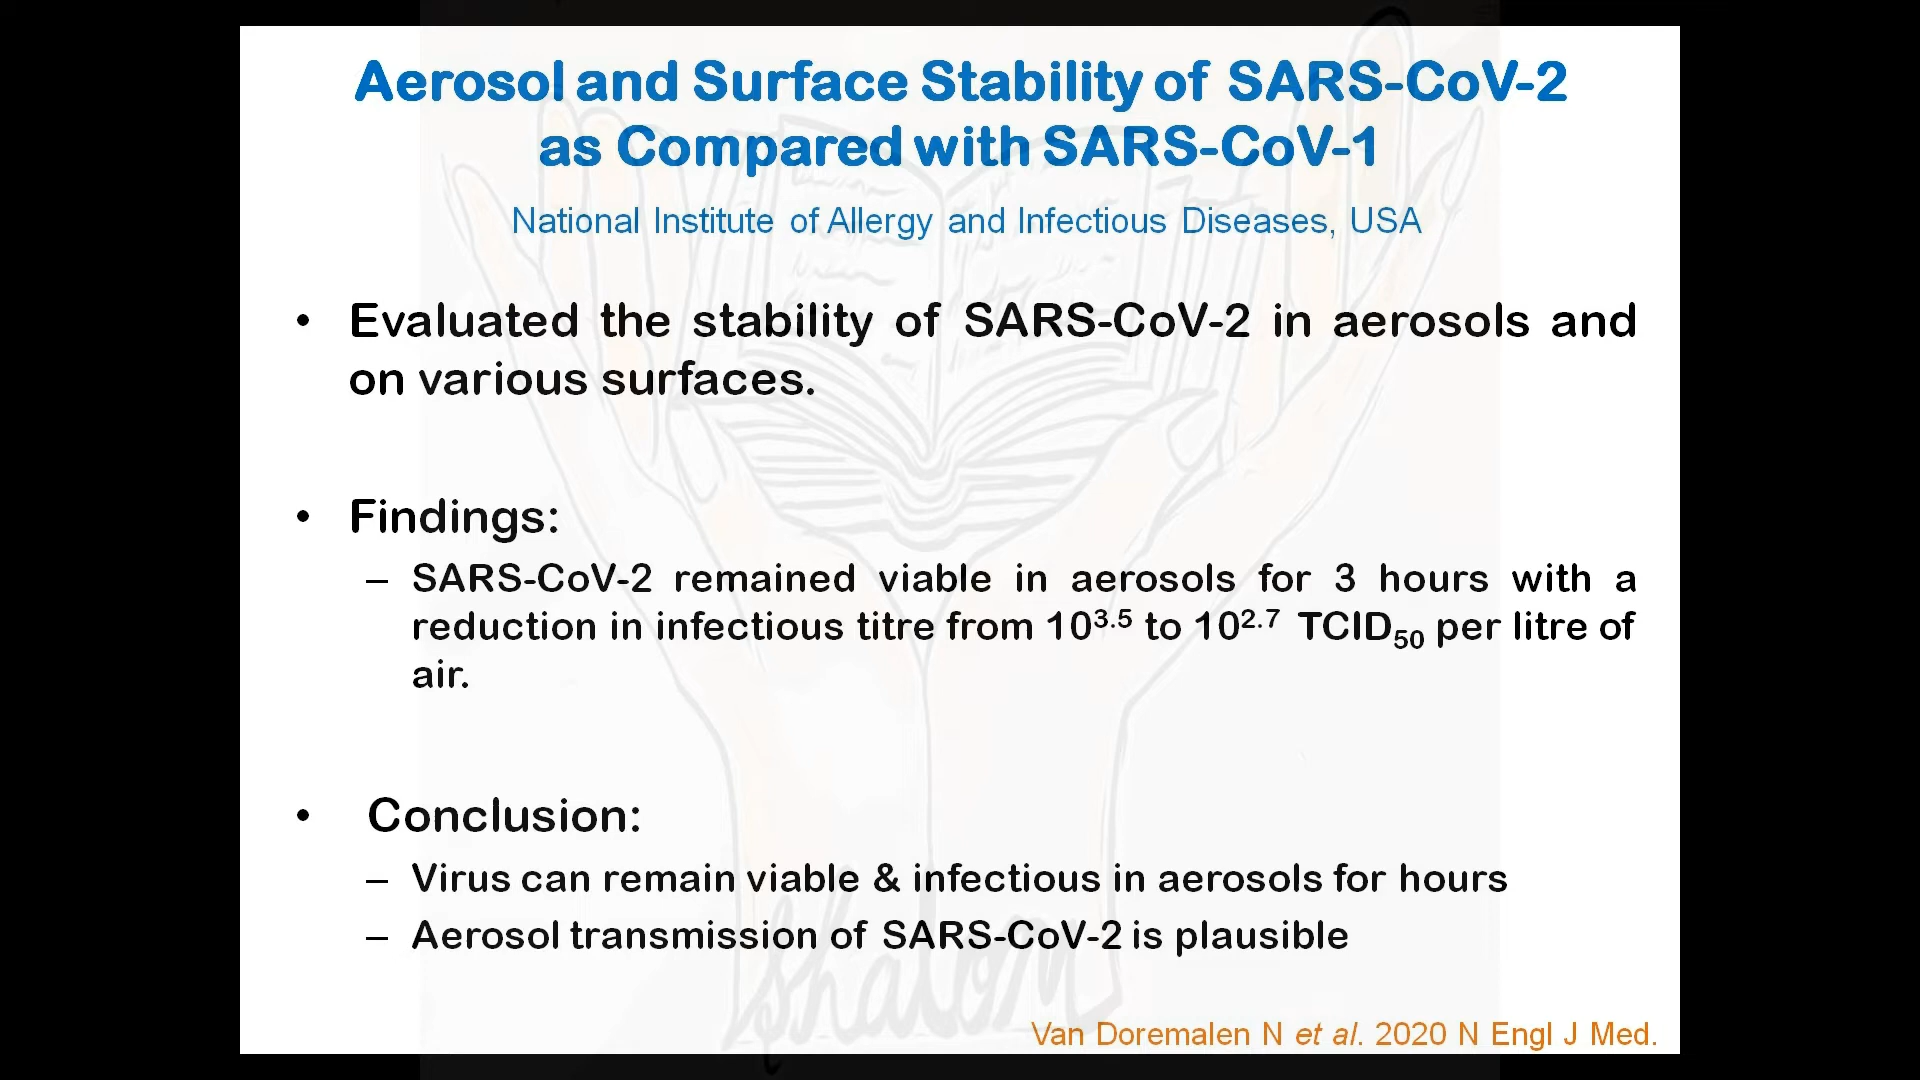 Aerosol and Surface Stability of SARS-CoV-2
as Compared with SARS-CoV-1
National Institute of Allergy and Infectious Diseases, USA
• Evaluated the stability of SARS-CoV-2 in aerosols and
on various surfaces.
• Findings:
– SARS-CoV-2 remained viable in aerosols for 3 hours with a
reduction in infectious titre from 10³·⁵ to 10²·⁷ TCID₅₀ per litre of
air.
• Conclusion:
– Virus can remain viable & infectious in aerosols for hours
– Aerosol transmission of SARS-CoV-2 is plausible
Shalom
Van Doremalen N et al. 2020 N Engl J Med.